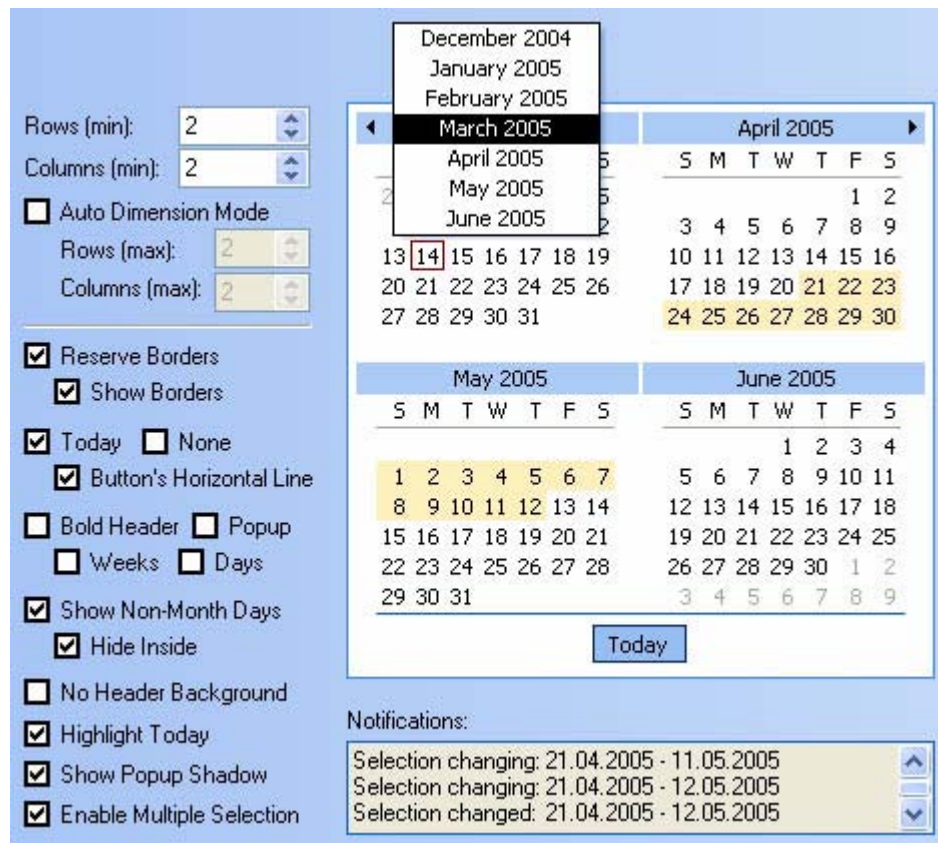 December 2004
January 2005
February 2005
March 2005
April 2005
May 2005
June 2005
Rows (min): 2
Columns (min): 2
Auto Dimension Mode
Rows (max): 2
Columns (max): 2
Reserve Borders
Show Borders
Today None
Button's Horizontal Line
Bold Header Popup
Weeks Days
Show Non-Month Days
Hide Inside
No Header Background
Highlight Today
Show Popup Shadow
Enable Multiple Selection
13 14 15 16 17 18 19
20 21 22 23 24 25 26
27 28 29 30 31
April 2005
S M T W T F S
1 2
3 4 5 6 7 8 9
10 11 12 13 14 15 16
17 18 19 20 21 22 23
24 25 26 27 28 29 30
May 2005
S M T W T F S
1 2 3 4 5 6 7
8 9 10 11 12 13 14
15 16 17 18 19 20 21
22 23 24 25 26 27 28
29 30 31
June 2005
S M T W T F S
1 2 3 4
5 6 7 8 9 10 11
12 13 14 15 16 17 18
19 20 21 22 23 24 25
26 27 28 29 30 1 2
3 4 5 6 7 8 9
Today
Notifications:
Selection changing: 21.04.2005 - 11.05.2005
Selection changing: 21.04.2005 - 12.05.2005
Selection changed: 21.04.2005 - 12.05.2005